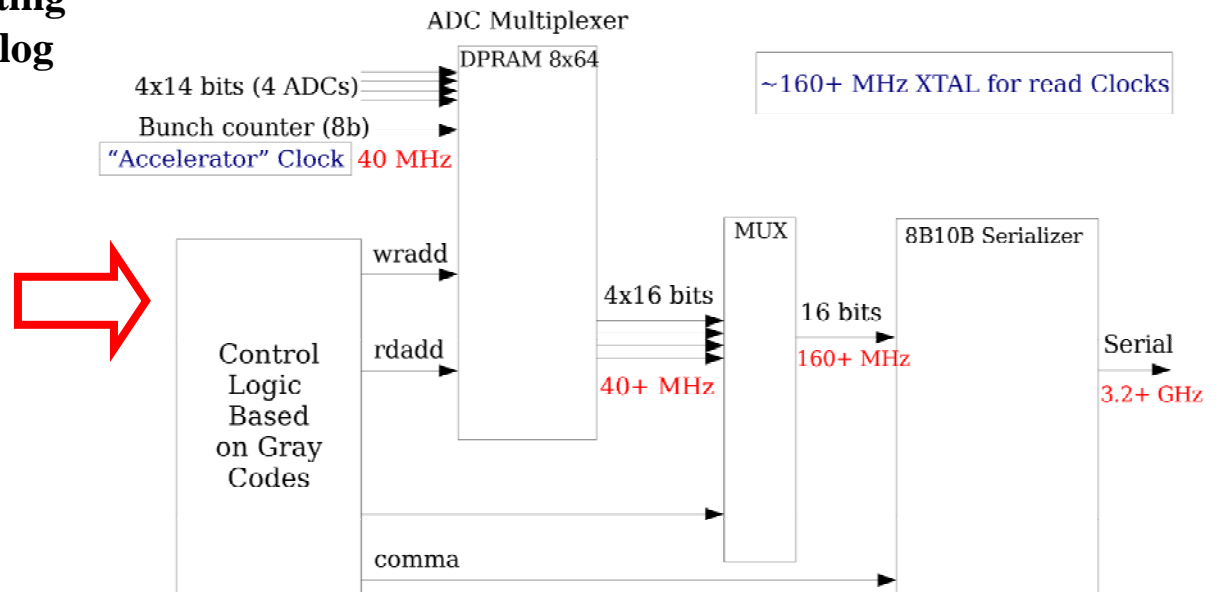 log
ADC Multiplexer
DPRAM 8x64
4x14 bits (4 ADCs)
~160+ MHz XTAL for read Clocks
Bunch counter (8b)
"Accelerator" Clock 40 MHz
MUX
8B10B Serializer
wradd
4x16 bits
16 bits
rdadd
160+ MHz
Serial
40+ MHz
3.2+ GHz
Control
Logic
Based
on Gray
Codes
comma